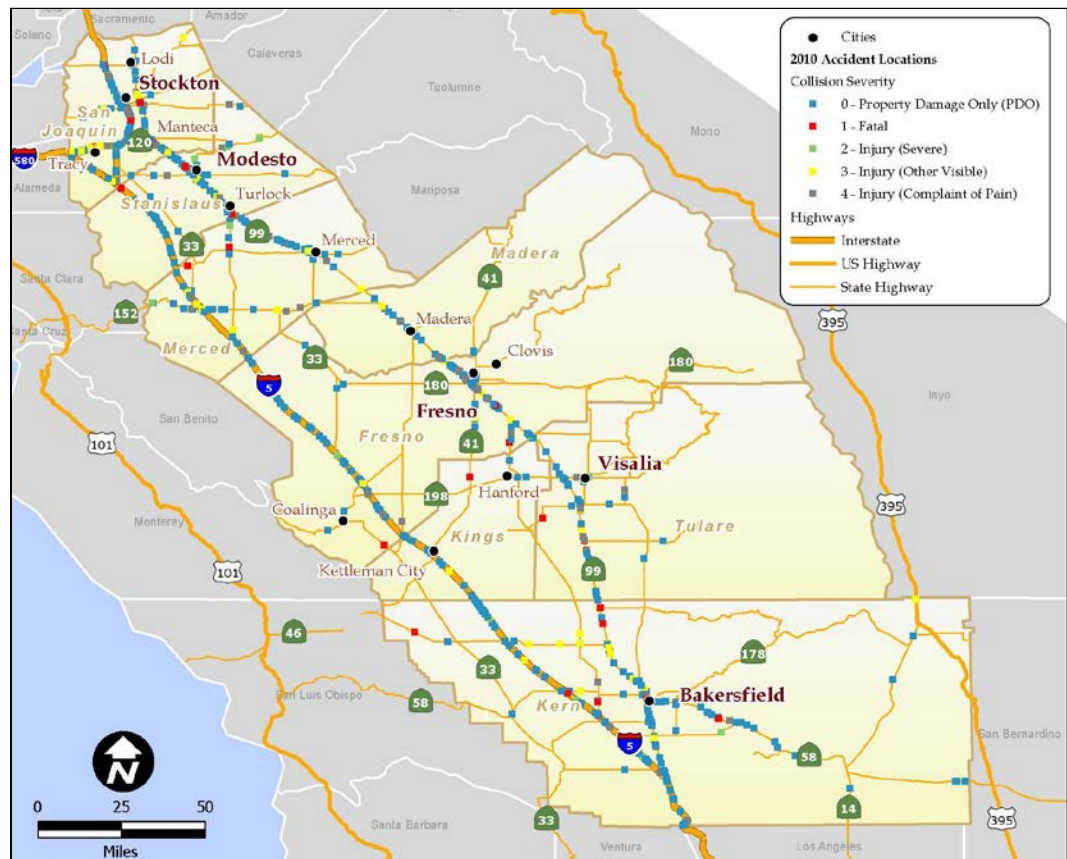 Sacramento
Amador
Solano
Calaveras
Lodi
Stockton
San
Joaquin
Tuolumne
Mono
120
Manteca
580
Tracy
Modesto
Alameda
Turlock
Mariposa
Stanislaus
99
33
Merced
Madera
41
Santa Clara
152
Santa Cruz
Madera
395
Merced
33
Clovis
180
180
5
Fresno
Inyo
San Benito
101
Fresno
41
Visalia
198
Hanford
Coalinga
Tulare
395
Monterey
Kings
Kettleman City
99
101
46
178
33
San Luis Obispo
58
Bakersfield
Kern
5
San Bernardino
58
14
33
395
Santa Barbara
Ventura
Los Angeles
N
0 25 50
Miles
Cities
2010 Accident Locations
Collision Severity
0 - Property Damage Only (PDO)
1 - Fatal
2 - Injury (Severe)
3 - Injury (Other Visible)
4 - Injury (Complaint of Pain)
Highways
Interstate
US Highway
State Highway